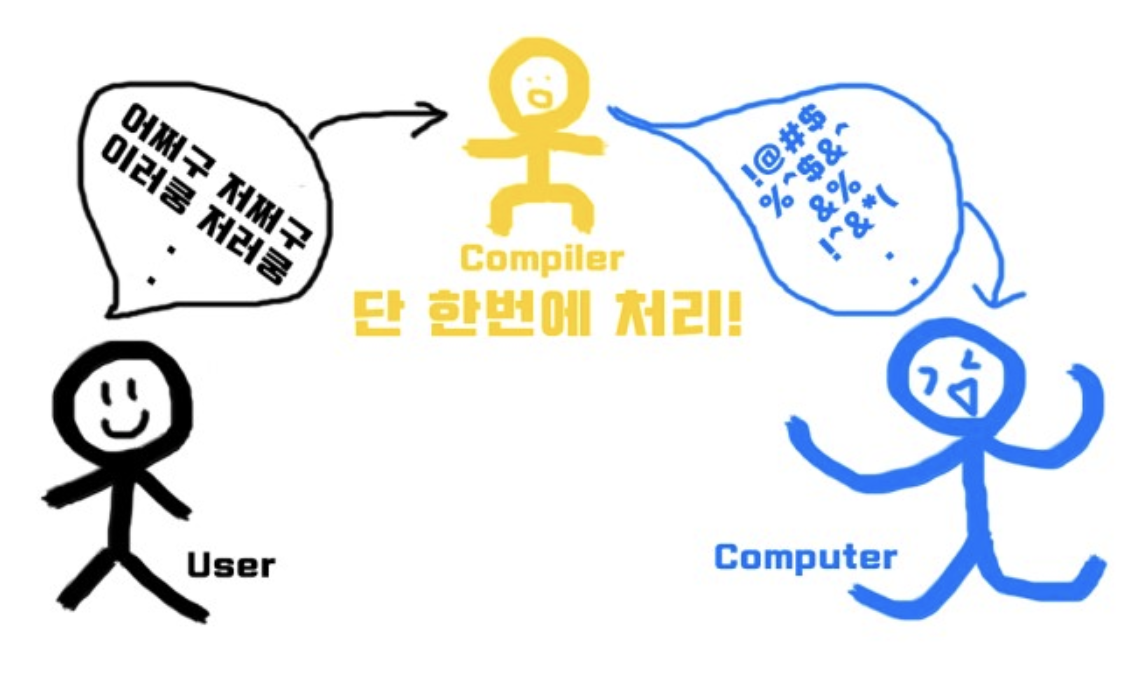 어쩌구 저쩌구
이러쿵 저러쿵
.
.
Compiler
단 한번에 처리!
User
Computer